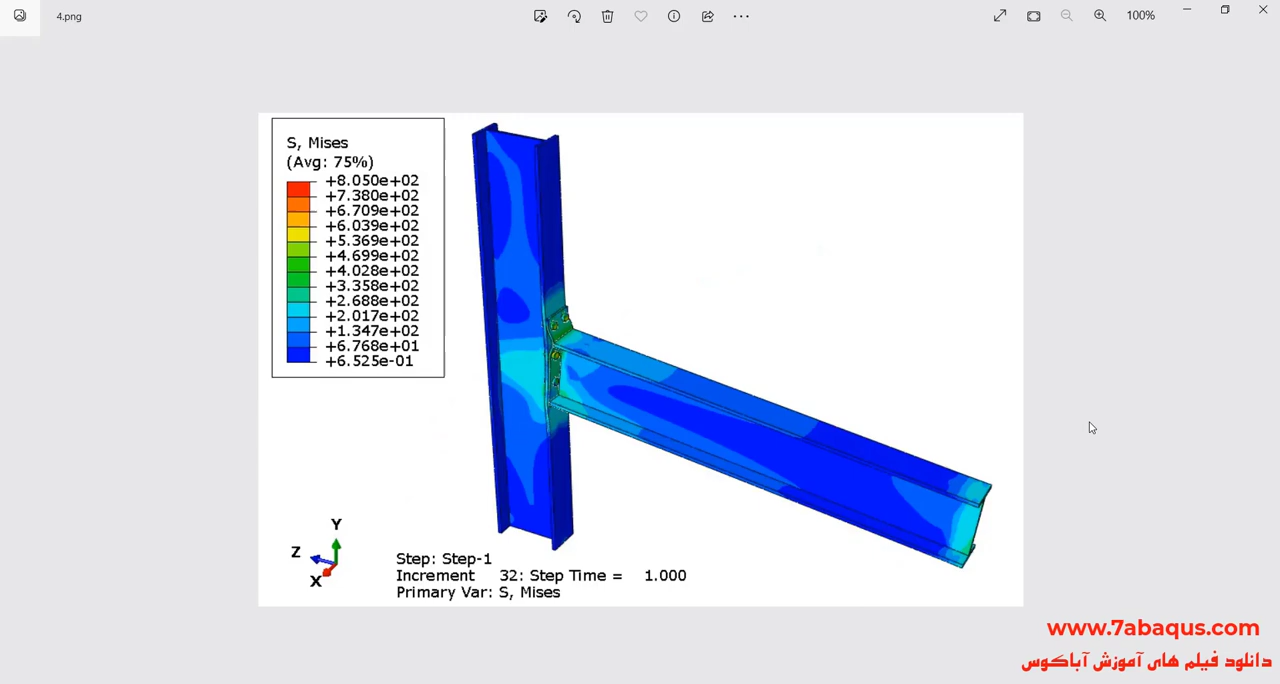 4.png
100%
S, Mises
(Avg: 75%)
+8.050e+02
+7.380e+02
+6.709e+02
+6.039e+02
+5.369e+02
+4.699e+02
+4.028e+02
+3.358e+02
+2.688e+02
+2.017e+02
+1.347e+02
+6.768e+01
+6.525e-01
Y
Z
X
Step: Step-1
Increment 32: Step Time = 1.000
Primary Var: S, Mises
www.7abaqus.com
دانلود فیلم های آموزش آباکوس